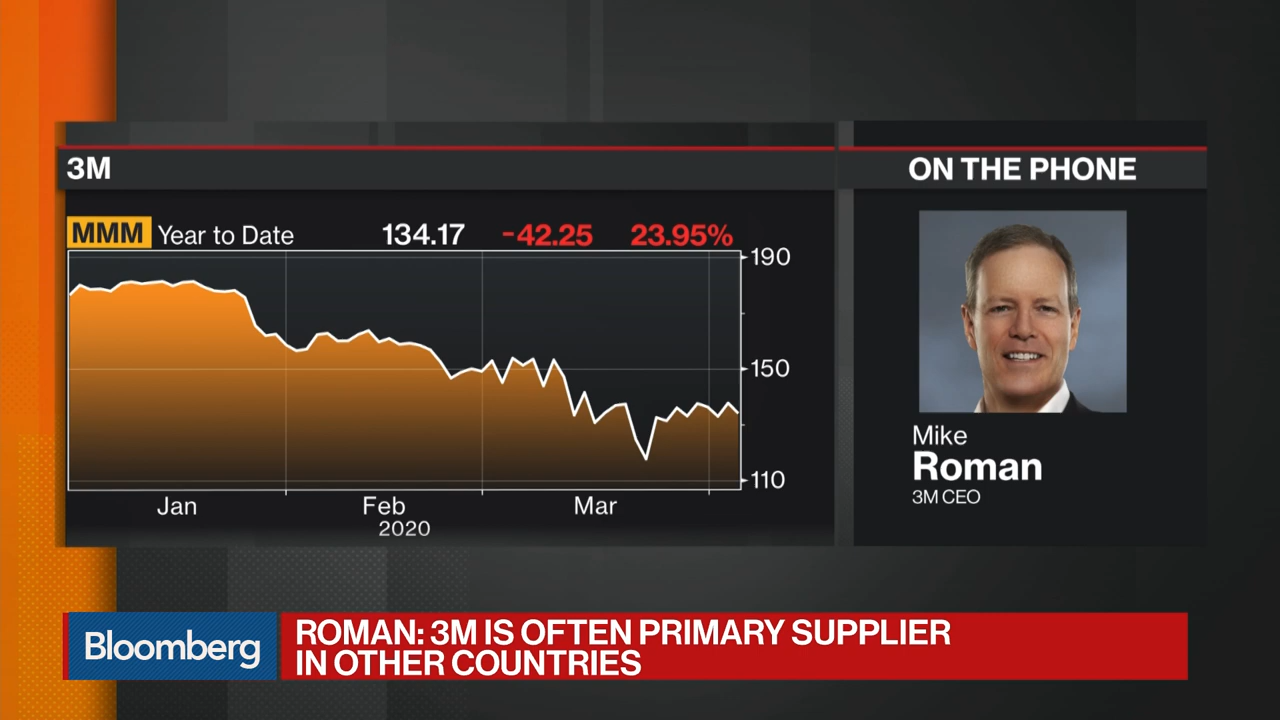 3M
ON THE PHONE
MMM Year to Date 134.17 -42.25 23.95%
190
150
110
Jan Feb Mar
2020
Mike
Roman
3M CEO
Bloomberg
ROMAN: 3M IS OFTEN PRIMARY SUPPLIER
IN OTHER COUNTRIES